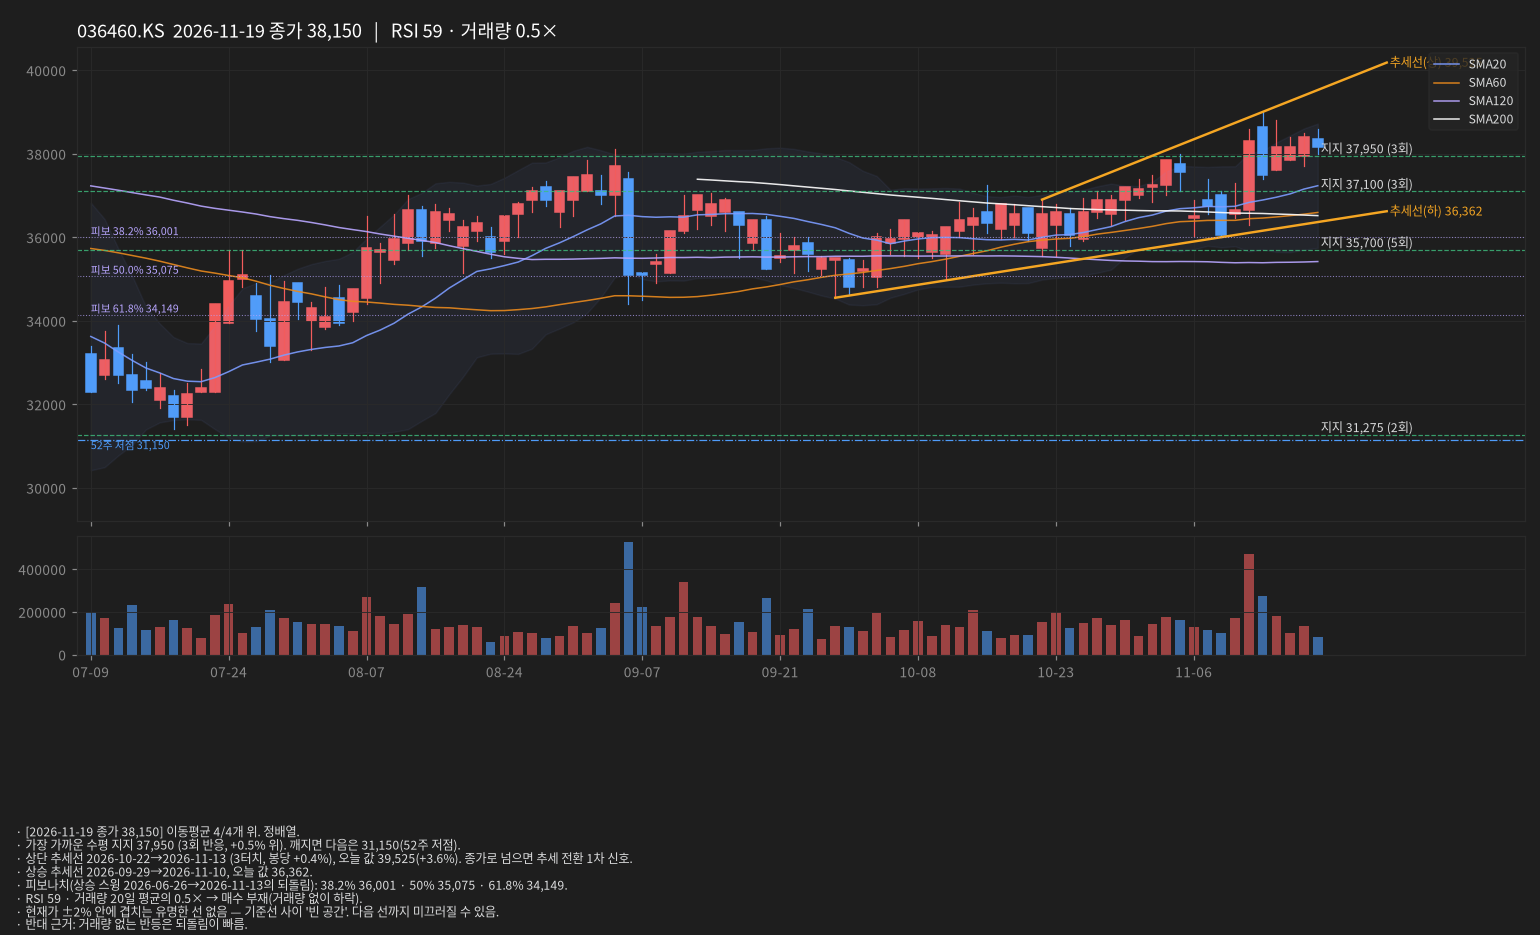 036460.KS 2026-11-19 종가 38,150 | RSI 59 · 거래량 0.5×
40000
38000
36000
34000
32000
30000
추세선(
SMA20
SMA60
SMA120
SMA200
지지 37,950 (3회)
지지 37,100 (3회)
추세선(하) 36,362
피보 38.2% 36,001
지지 35,700 (5회)
피보 50.0% 35,075
피보 61.8% 34,149
지지 31,275 (2회)
52주 저점 31,150
400000
200000
0
07-09
07-24
08-07
08-24
09-07
09-21
10-08
10-23
11-06
· [2026-11-19 종가 38,150] 이동평균 4/4개 위. 정배열.
· 가장 가까운 수평 지지 37,950 (3회 반응, +0.5% 위). 깨지면 다음은 31,150(52주 저점).
· 상단 추세선 2026-10-22→2026-11-13 (3터치, 봉당 +0.4%), 오늘 값 39,525(+3.6%). 종가로 넘으면 추세 전환 1차 신호.
· 상승 추세선 2026-09-29→2026-11-10, 오늘 값 36,362.
· 피보나치(상승 스윙 2026-06-26→2026-11-13의 되돌림): 38.2% 36,001 · 50% 35,075 · 61.8% 34,149.
· RSI 59 · 거래량 20일 평균의 0.5× → 매수 부재(거래량 없이 하락).
· 현재가 ±2% 안에 겹치는 유명한 선 없음 — 기준선 사이 '빈 공간'. 다음 선까지 미끄러질 수 있음.
· 반대 근거: 거래량 없는 반등은 되돌림이 빠름.